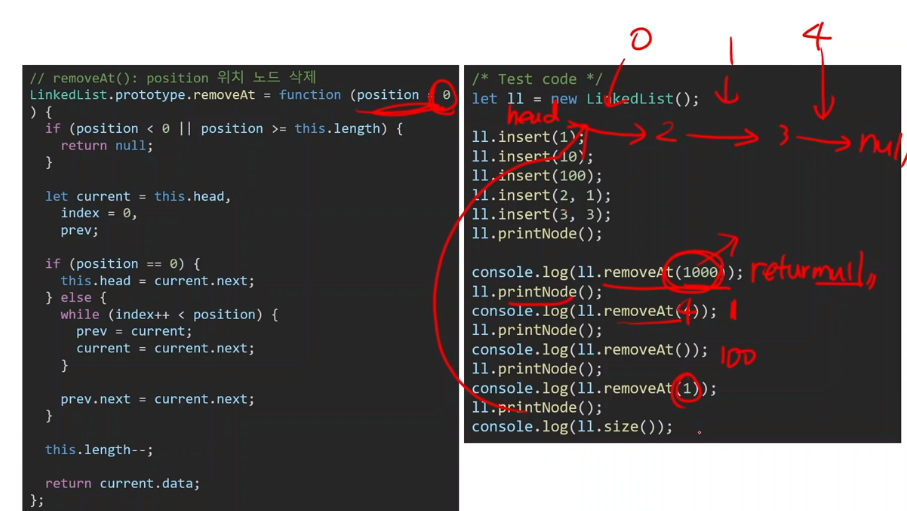 // removeAt(): position 위치 노드 삭제
LinkedList.prototype.removeAt = function (position = 0
) {
if (position < 0 || position >= this.length) {
return null;
}
let current = this.head,
index = 0,
prev;
if (position == 0) {
this.head = current.next;
} else {
while (index++ < position) {
prev = current;
current = current.next;
}
prev.next = current.next;
}
this.length--;
return current.data;
};
0 1 4
/* Test code */
let ll = new LinkedList();
head 2 3 null
ll.insert(1);
ll.insert(10);
ll.insert(100);
ll.insert(2, 1);
ll.insert(3, 3);
ll.printNode();
console.log(ll.removeAt(1000)); return null
ll.printNode();
console.log(ll.removeAt(4)); 1
ll.printNode();
console.log(ll.removeAt()); 100
ll.printNode();
console.log(ll.removeAt(1));
ll.printNode();
console.log(ll.size());